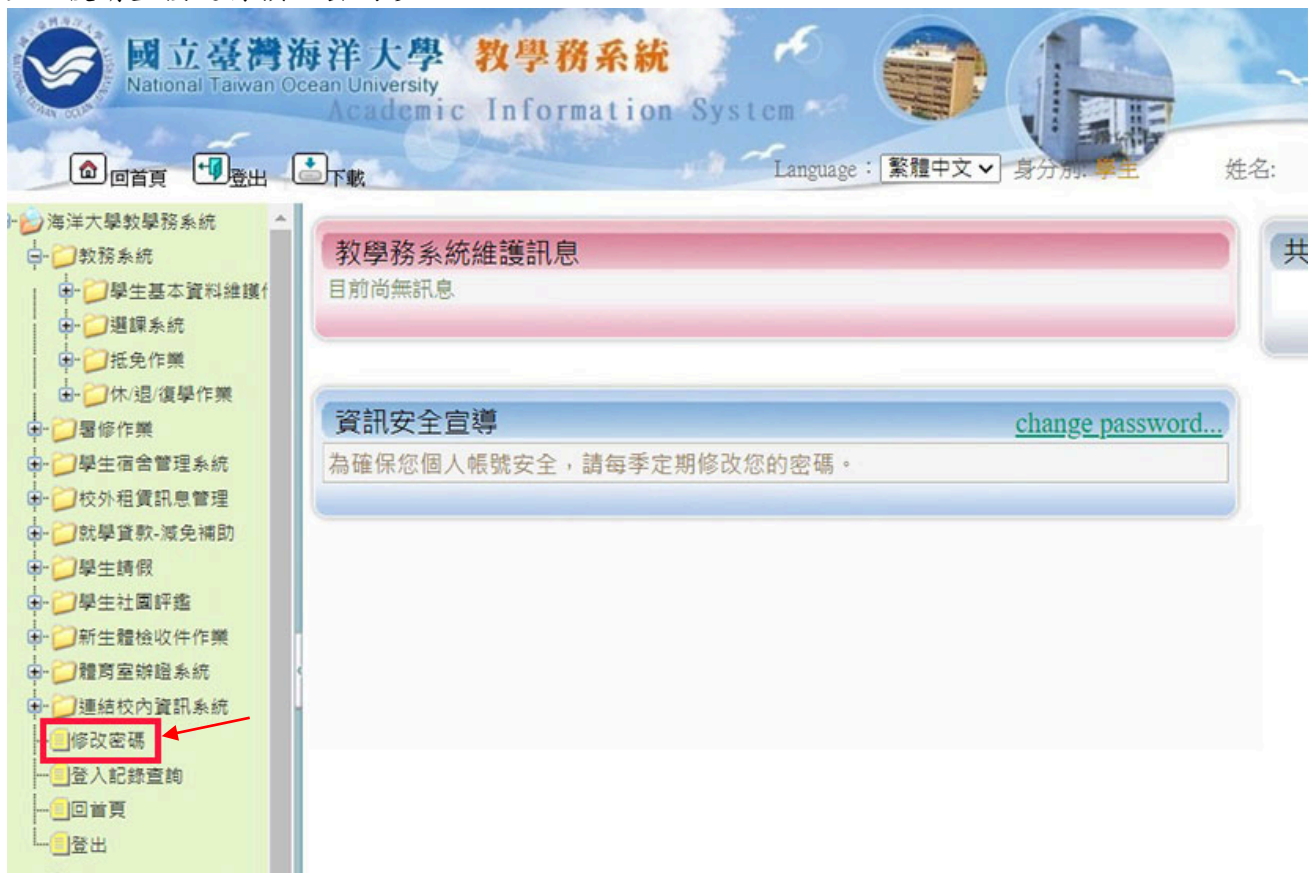 國立臺灣海洋大學 教學務系統
National Taiwan Ocean University
Academic Information System
回首頁 登出 下載
Language：繁體中文 身分別: 學生 姓名:
海洋大學教學務系統
教務系統
學生基本資料維護
選課系統
抵免作業
休/退/復學作業
暑修作業
學生宿舍管理系統
校外租賃訊息管理
就學貸款-減免補助
學生請假
學生社團評鑑
新生體檢收件作業
體育室辦證系統
連結校內資訊系統
修改密碼
登入記錄查詢
回首頁
登出
教學務系統維護訊息
目前尚無訊息
共
資訊安全宣導
change password...
為確保您個人帳號安全，請每季定期修改您的密碼。